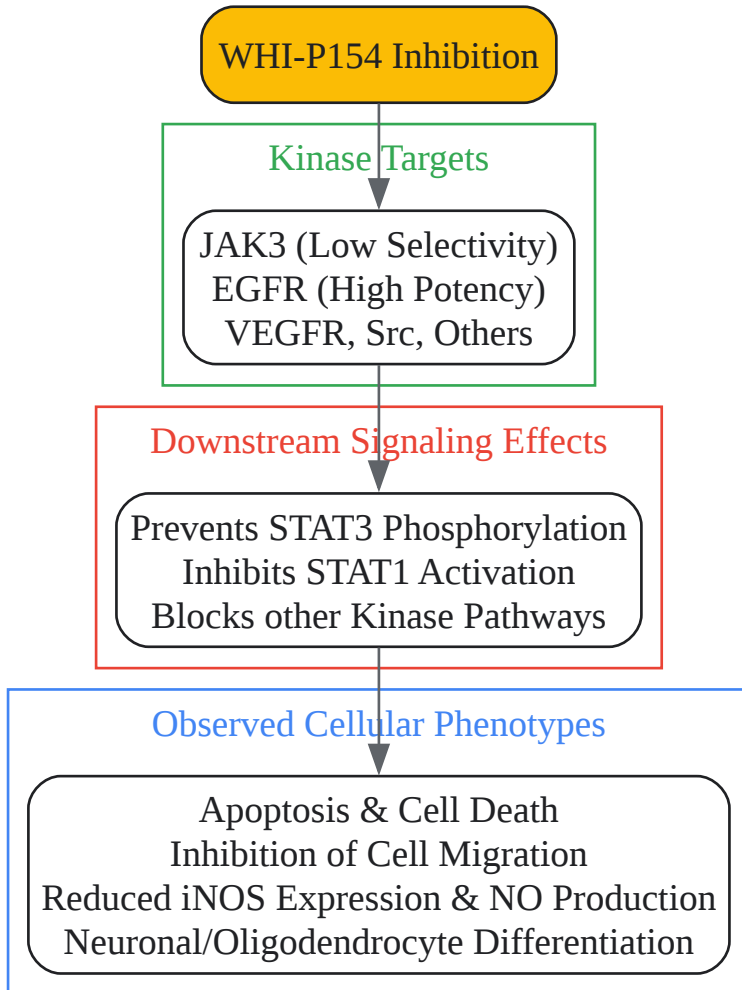 WHI-P154 Inhibition
Kinase Targets
JAK3 (Low Selectivity)
EGFR (High Potency)
VEGFR, Src, Others
Downstream Signaling Effects
Prevents STAT3 Phosphorylation
Inhibits STAT1 Activation
Blocks other Kinase Pathways
Observed Cellular Phenotypes
Apoptosis & Cell Death
Inhibition of Cell Migration
Reduced iNOS Expression & NO Production
Neuronal/Oligodendrocyte Differentiation